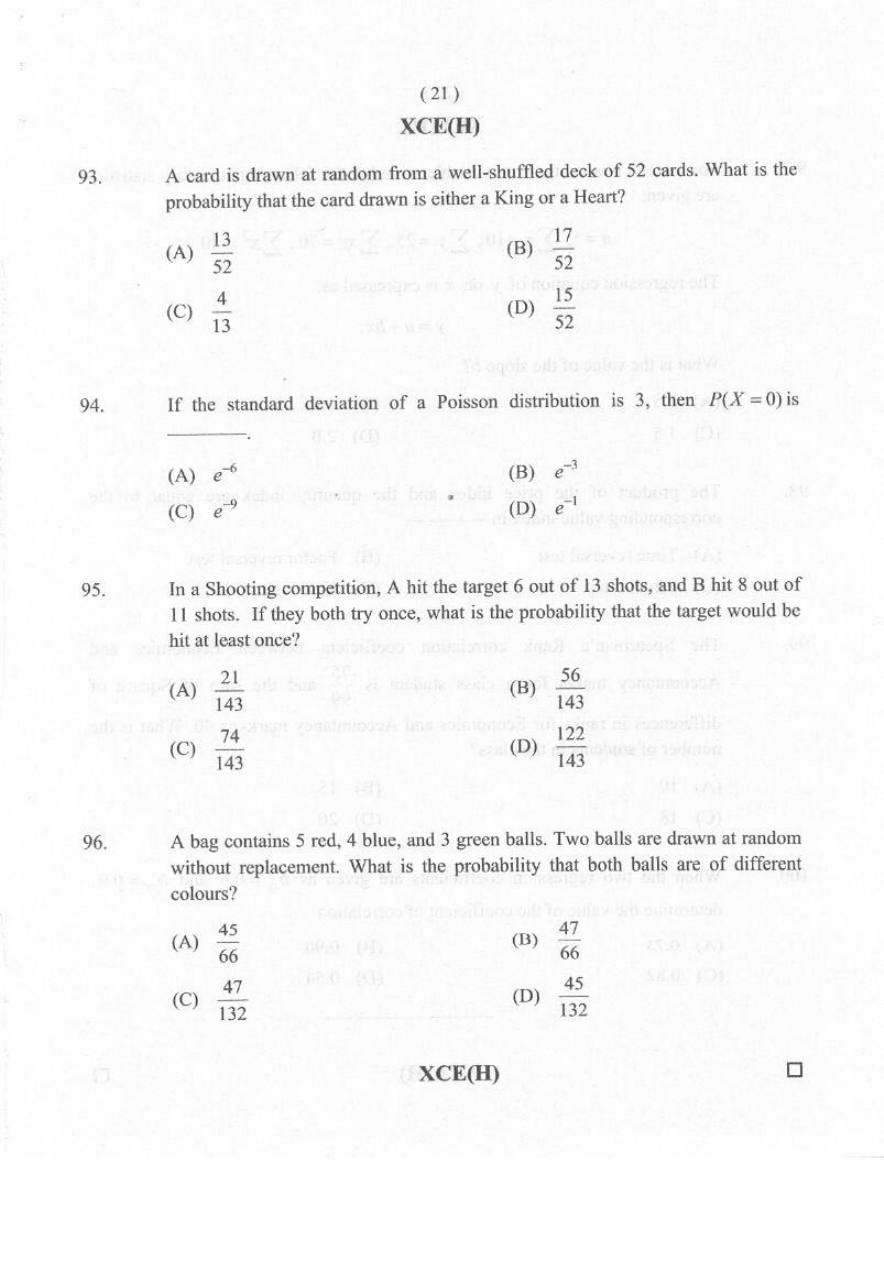 ( 21 )
XCE(H)
93. A card is drawn at random from a well-shuffled deck of 52 cards. What is the
probability that the card drawn is either a King or a Heart?
(A) 13/52 (B) 17/52
(C) 4/13 (D) 15/52
94. If the standard deviation of a Poisson distribution is 3, then P(X = 0) is
________.
(A) e^–6 (B) e^–3
(C) e^–9 (D) e^–1
95. In a Shooting competition, A hit the target 6 out of 13 shots, and B hit 8 out of
11 shots. If they both try once, what is the probability that the target would be
hit at least once?
(A) 21/143 (B) 56/143
(C) 74/143 (D) 122/143
96. A bag contains 5 red, 4 blue, and 3 green balls. Two balls are drawn at random
without replacement. What is the probability that both balls are of different
colours?
(A) 45/66 (B) 47/66
(C) 47/132 (D) 45/132
XCE(H)